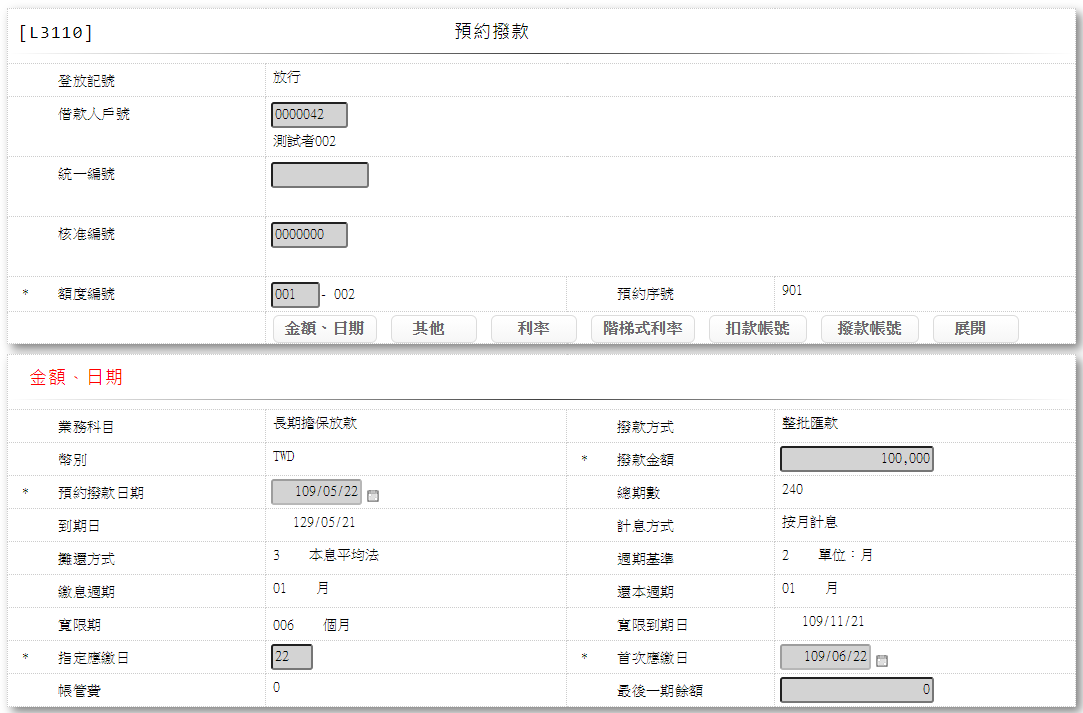 [L3110] 預約撥款
登放記號 放行
借款人戶號 0000042
測試者002
統一編號
核准編號 0000000
* 額度編號 001 - 002 預約序號 901
金額、日期 其他 利率 階梯式利率 扣款帳號 撥款帳號 展開
金額、日期
業務科目 長期擔保放款 撥款方式 整批匯款
幣別 TWD * 撥款金額 100,000
* 預約撥款日期 109/05/22 總期數 240
到期日 129/05/21 計息方式 按月計息
攤還方式 3 本息平均法 週期基準 2 單位：月
繳息週期 01 月 還本週期 01 月
寬限期 006 個月 寬限到期日 109/11/21
* 指定應繳日 22 * 首次應繳日 109/06/22
帳管費 0 最後一期餘額 0